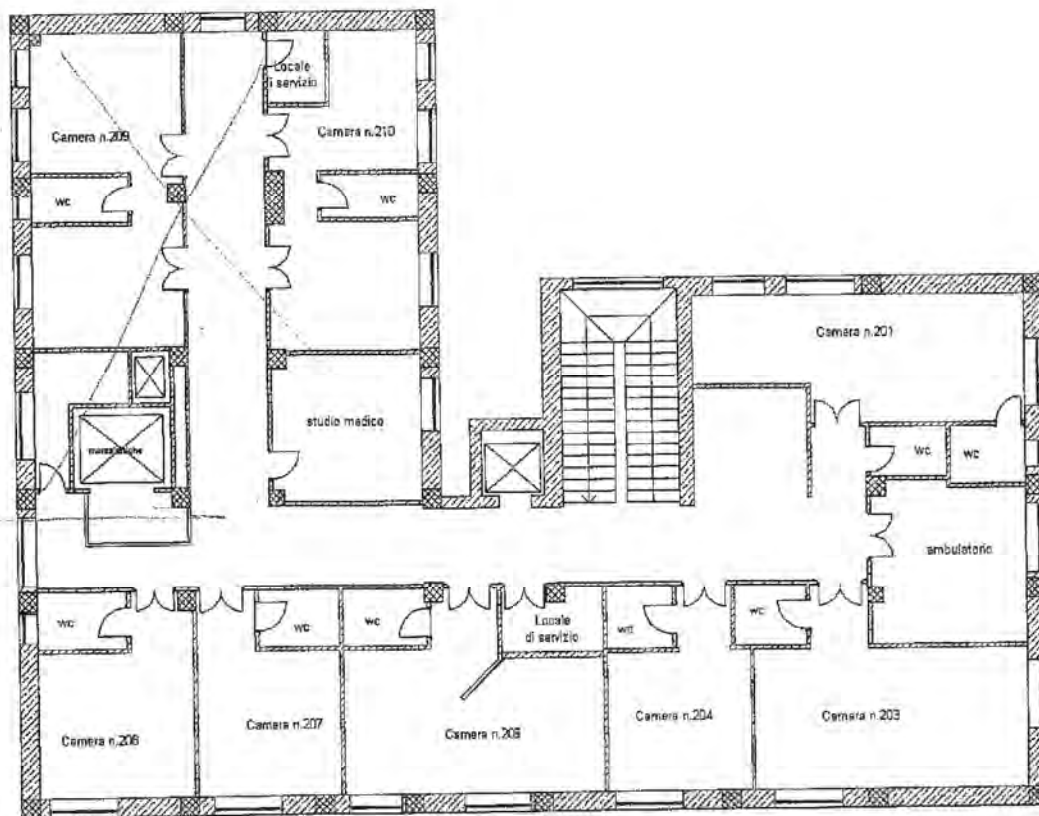 Locale
di servizio
Camera n.209
Camera n.210
wc
wc
Camera n.201
studio medico
wc
wc
ambulatorio
wc
wc
wc
Locale
di servizio
wc
wc
Camera n.206
Camera n.207
Camera n.204
Camera n.203